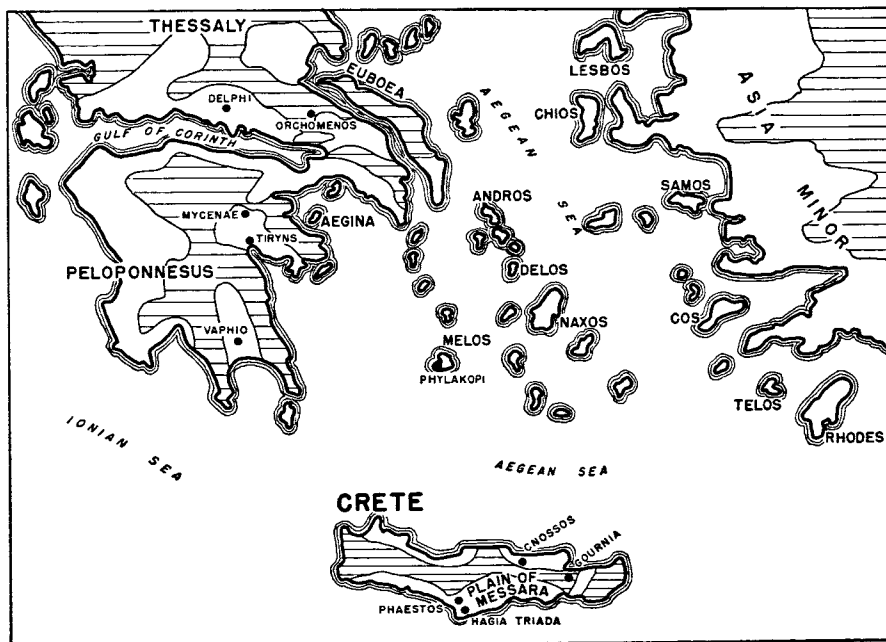 THESSALY
EUBOEA
DELPHI
ORCHOMENOS
GULF OF CORINTH
AEGEAN
SEA
LESBOS
CHIOS
ASIA
MINOR
SAMOS
ANDROS
MYCENAE
AEGINA
TIRYNS
PELOPONNESUS
DELOS
NAXOS
COS
VAPHIO
MELOS
PHYLAKOPI
TELOS
RHODES
IONIAN SEA
AEGEAN SEA
CRETE
CNOSSOS
GOURNIA
PLAIN OF
MESSARA
PHAESTOS
HAGIA TRIADA